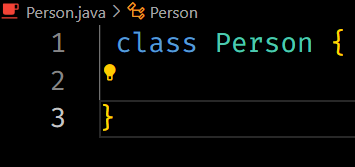 Person.java > Person
1 class Person {
2
3 }